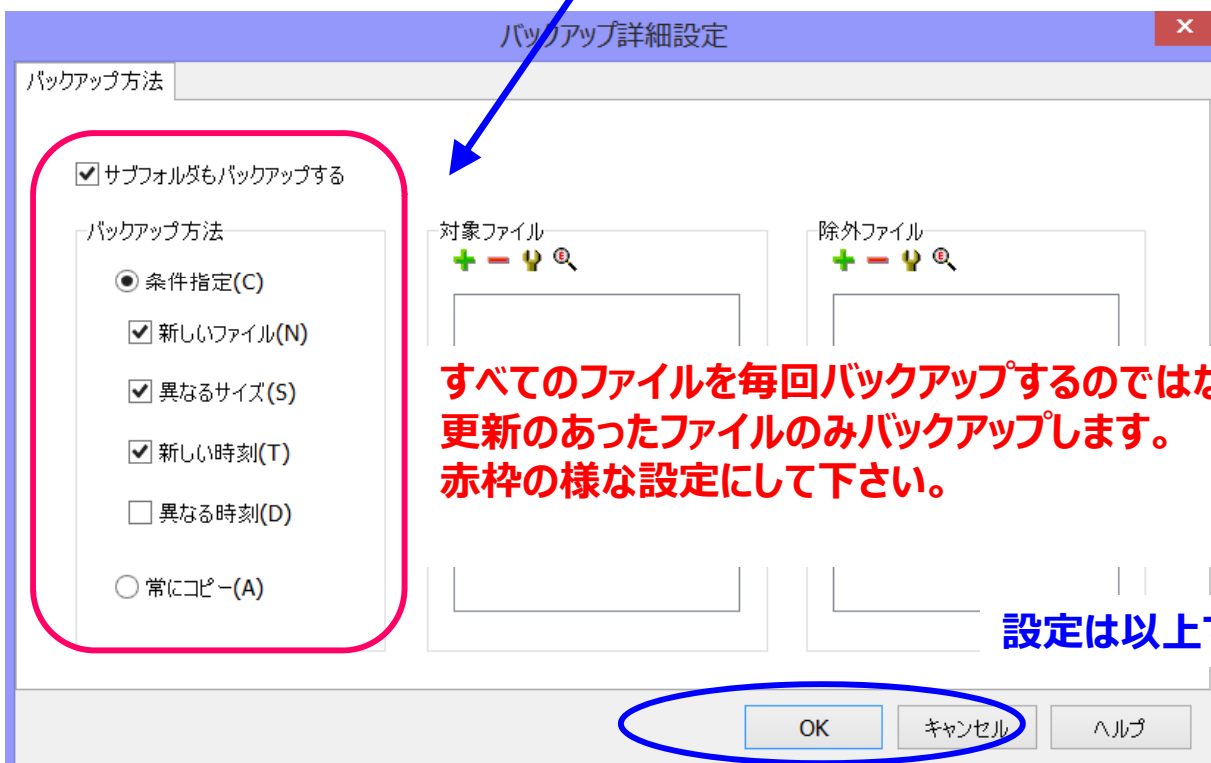 バックアップ詳細設定
バックアップ方法
サブフォルダもバックアップする
バックアップ方法
条件指定(C)
新しいファイル(N)
異なるサイズ(S)
新しい時刻(T)
異なる時刻(D)
常にコピー(A)
対象ファイル
除外ファイル
すべてのファイルを毎回バックアップするのではな
更新のあったファイルのみバックアップします。
赤枠の様な設定にして下さい。
設定は以上
OK
キャンセル
ヘルプ